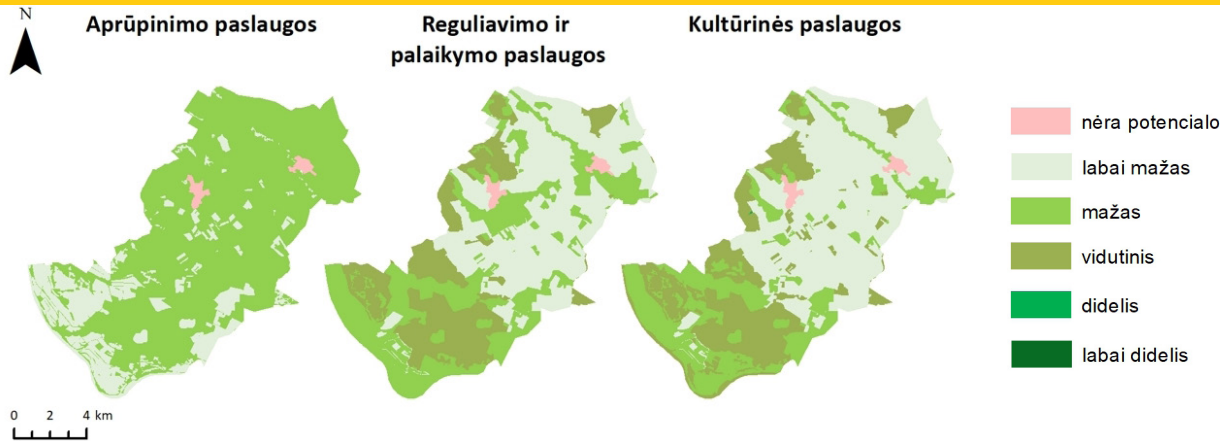 N
Aprūpinimo paslaugos
Reguliavimo ir
palaikymo paslaugos
Kultūrinės paslaugos
nėra potencialo
labai mažas
mažas
vidutinis
didelis
labai didelis
0 2 4 km